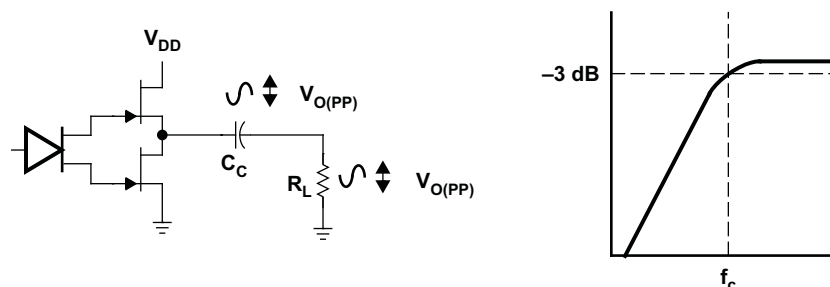 VDD
VO(PP)
CC
RL
VO(PP)
–3 dB
fc